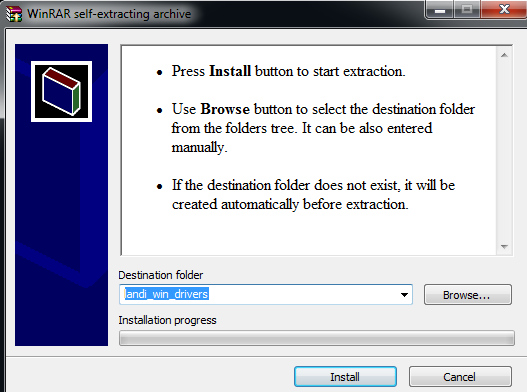 WinRAR self-extracting archive
Press Install button to start extraction.
Use Browse button to select the destination folder
from the folders tree. It can be also entered
manually.
If the destination folder does not exist, it will be
created automatically before extraction.
Destination folder
landi_win_drivers
Browse...
Installation progress
Install
Cancel